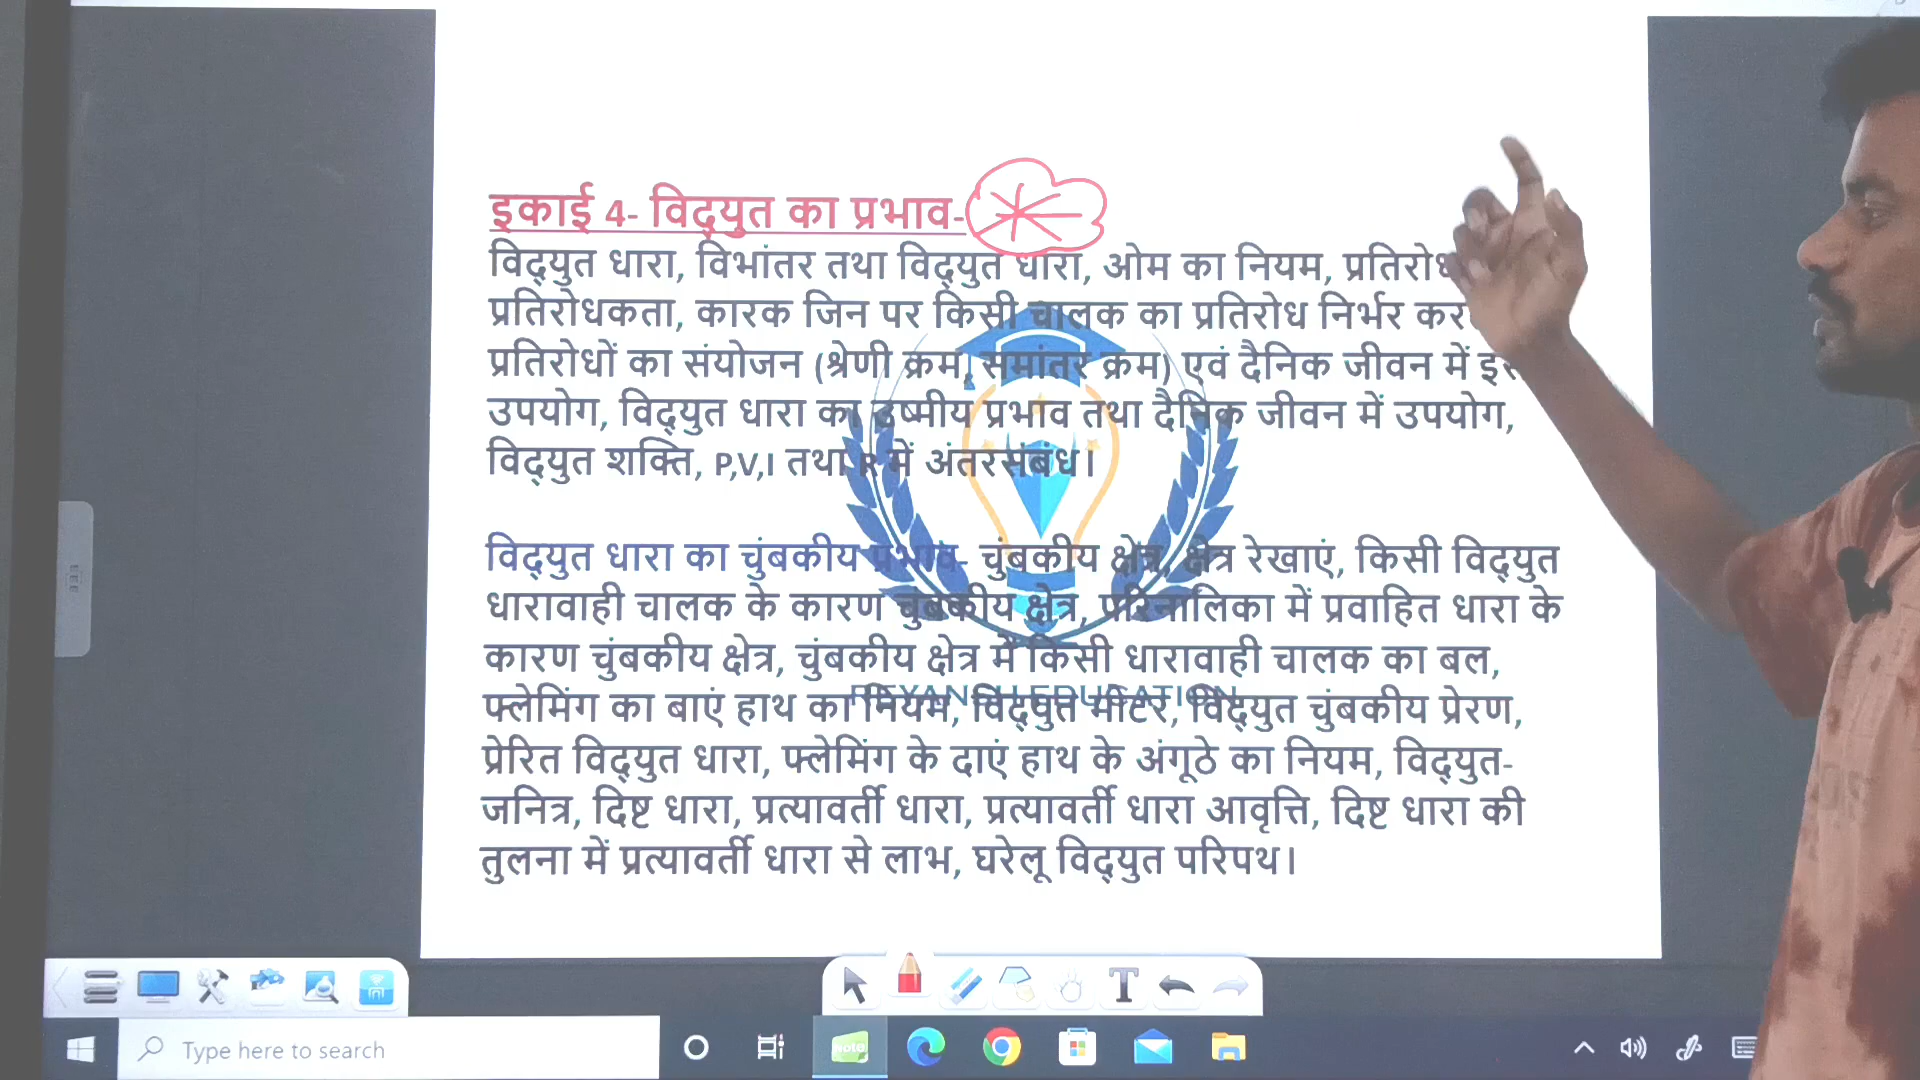 इकाई 4- विद्युत का प्रभाव-
विद्युत धारा, विभांतर तथा विद्युत धारा, ओम का नियम,
प्रतिरोधकता, कारक जिन पर किसी चालक का प्रतिरोध निर्भर
प्रतिरोधों का संयोजन (श्रेणी क्रम, समांतर क्रम) एवं दैनिक जीवन में
उपयोग, विद्युत धारा का उष्मीय प्रभाव तथा दैनिक जीवन में उपयोग,
विद्युत शक्ति, P,V,I तथा R में अंतरसंबंध।
विद्युत धारा का चुंबकीय प्रभाव- चुंबकीय क्षेत्र, क्षेत्र रेखाएं, किसी विद्युत
धारावाही चालक के कारण चुंबकीय क्षेत्र, परिनालिका में प्रवाहित धारा के
कारण चुंबकीय क्षेत्र, चुंबकीय क्षेत्र में किसी धारावाही चालक का बल,
फ्लेमिंग का बाएं हाथ का नियम, विद्युत मीटर, विद्युत चुंबकीय प्रेरण,
प्रेरित विद्युत धारा, फ्लेमिंग के दाएं हाथ के अंगूठे का नियम, विद्युत-
जनित्र, दिष्ट धारा, प्रत्यावर्ती धारा, प्रत्यावर्ती धारा आवृत्ति, दिष्ट धारा की
तुलना में प्रत्यावर्ती धारा से लाभ, घरेलू विद्युत परिपथ।
EDUCATION
T
Type here to search